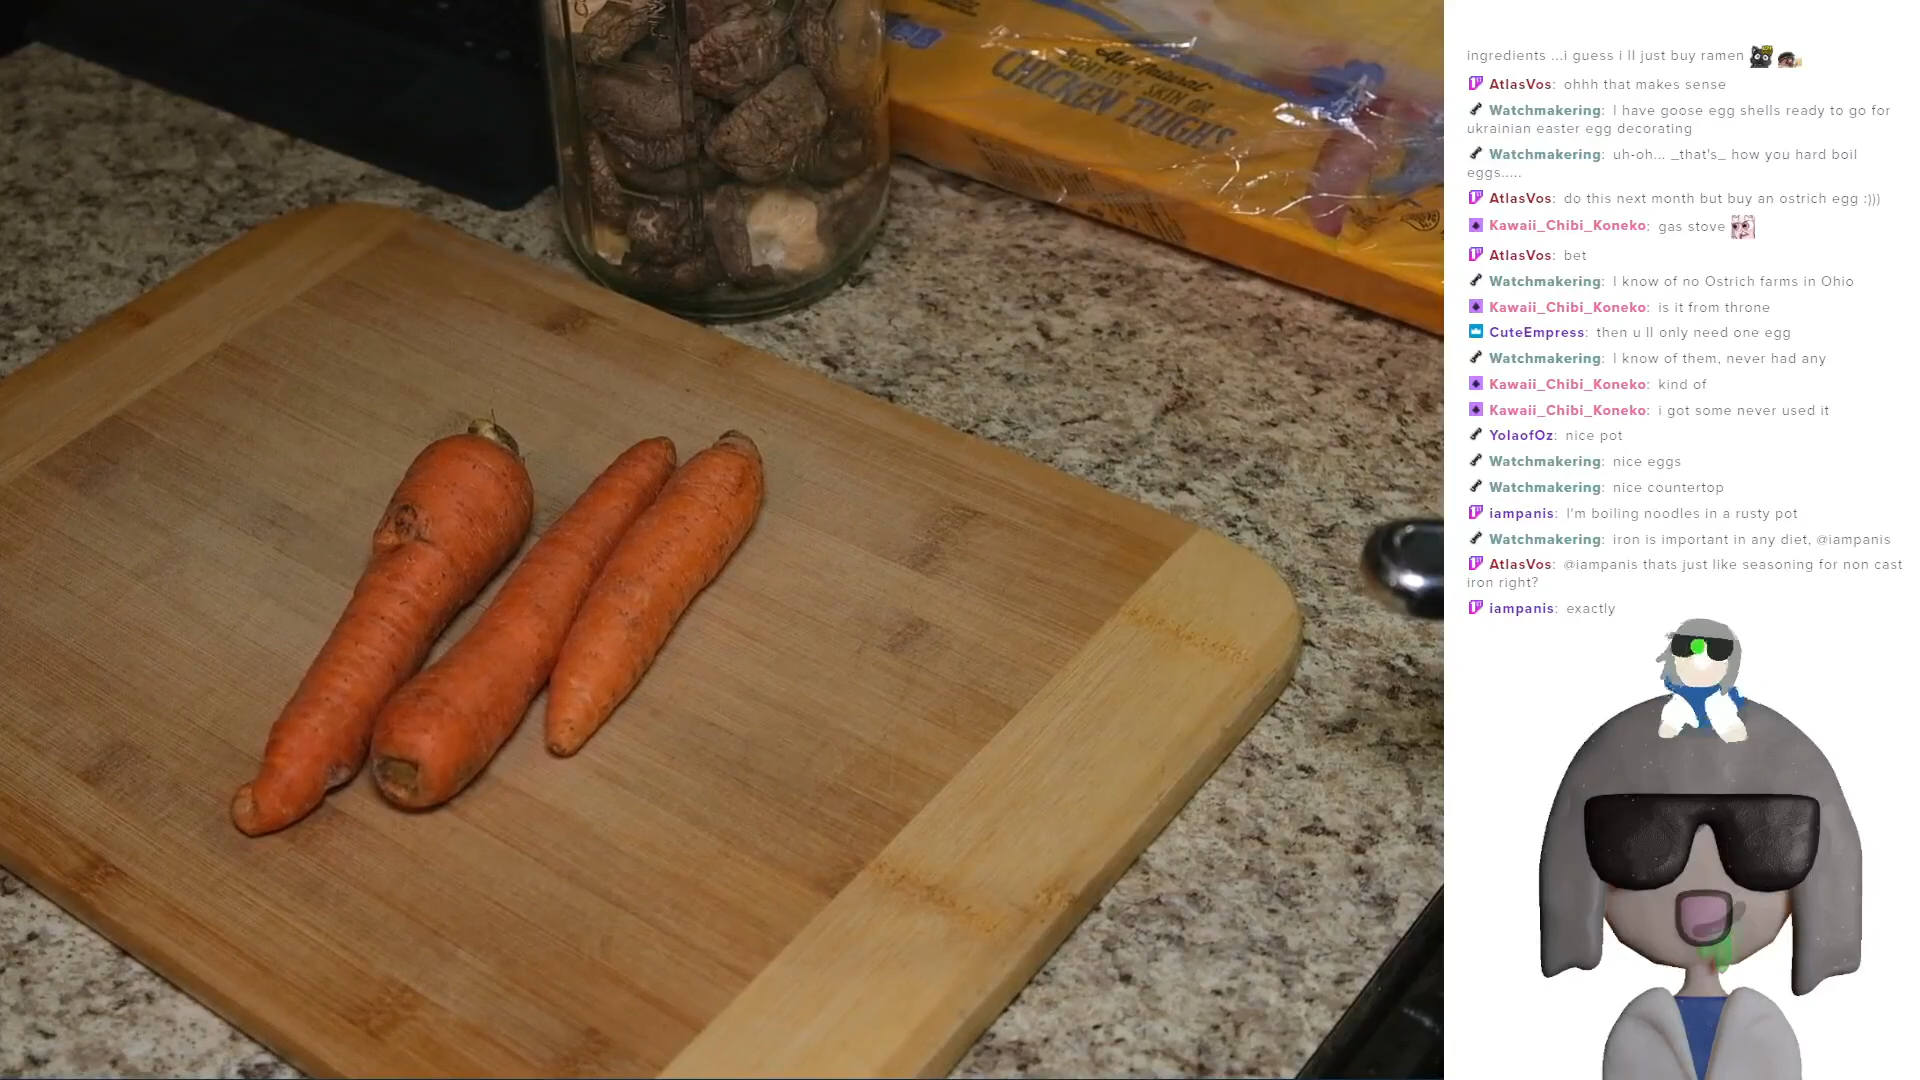 All Natural
BONE IN SKIN ON
CHICKEN THIGHS
ingredients ...i guess i ll just buy ramen
AtlasVos: ohhh that makes sense
Watchmakering: I have goose egg shells ready to go for
ukrainian easter egg decorating
Watchmakering: uh-oh... _that's_ how you hard boil
eggs.....
AtlasVos: do this next month but buy an ostrich egg :)))
Kawaii_Chibi_Koneko: gas stove
AtlasVos: bet
Watchmakering: I know of no Ostrich farms in Ohio
Kawaii_Chibi_Koneko: is it from throne
CuteEmpress: then u ll only need one egg
Watchmakering: I know of them, never had any
Kawaii_Chibi_Koneko: kind of
Kawaii_Chibi_Koneko: i got some never used it
YolaofOz: nice pot
Watchmakering: nice eggs
Watchmakering: nice countertop
iampanis: I'm boiling noodles in a rusty pot
Watchmakering: iron is important in any diet, @iampanis
AtlasVos: @iampanis thats just like seasoning for non cast
iron right?
iampanis: exactly